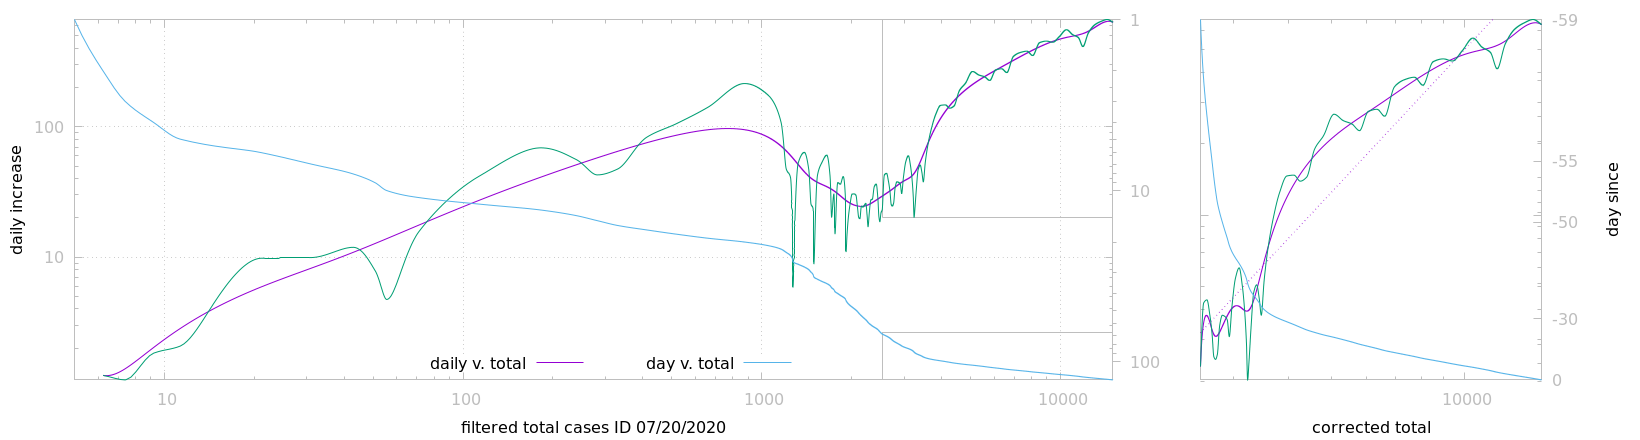 daily increase
100
10
10
100
1000
10000
1
10
100
daily v. total
day v. total
filtered total cases ID 07/20/2020
-59
-55
-50
-30
0
day since
10000
corrected total